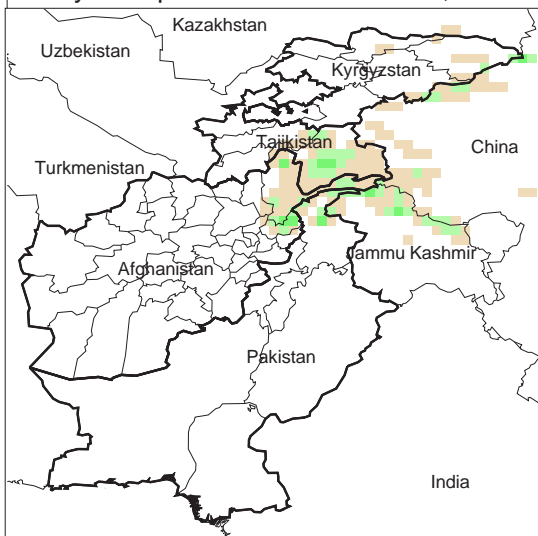 Kazakhstan
Uzbekistan
Kyrgyzstan
Tajikistan
China
Turkmenistan
Jammu Kashmir
Afghanistan
Pakistan
India